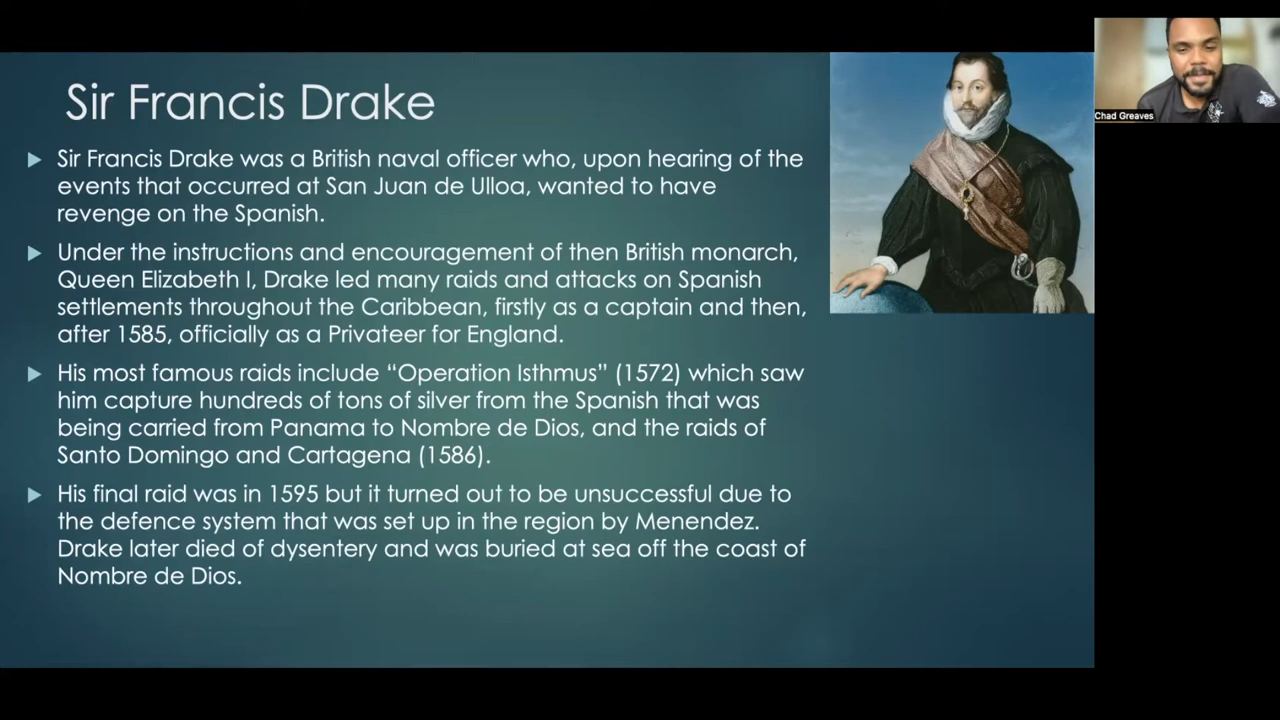 Sir Francis Drake
Sir Francis Drake was a British naval officer who, upon hearing of the
events that occurred at San Juan de Ulloa, wanted to have
revenge on the Spanish.
Under the instructions and encouragement of then British monarch,
Queen Elizabeth I, Drake led many raids and attacks on Spanish
settlements throughout the Caribbean, firstly as a captain and then,
after 1585, officially as a Privateer for England.
His most famous raids include “Operation Isthmus” (1572) which saw
him capture hundreds of tons of silver from the Spanish that was
being carried from Panama to Nombre de Dios, and the raids of
Santo Domingo and Cartagena (1586).
His final raid was in 1595 but it turned out to be unsuccessful due to
the defence system that was set up in the region by Menendez.
Drake later died of dysentery and was buried at sea off the coast of
Nombre de Dios.
Chad Greaves